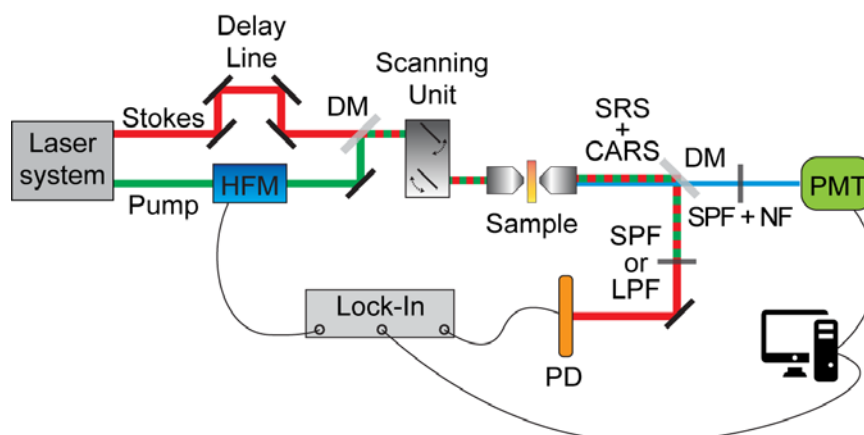 Delay
Line
Stokes
DM
Scanning
Unit
SRS
+
CARS
DM
Laser
system
HFM
Pump
Sample
SPF + NF
PMT
SPF
or
LPF
Lock-In
PD